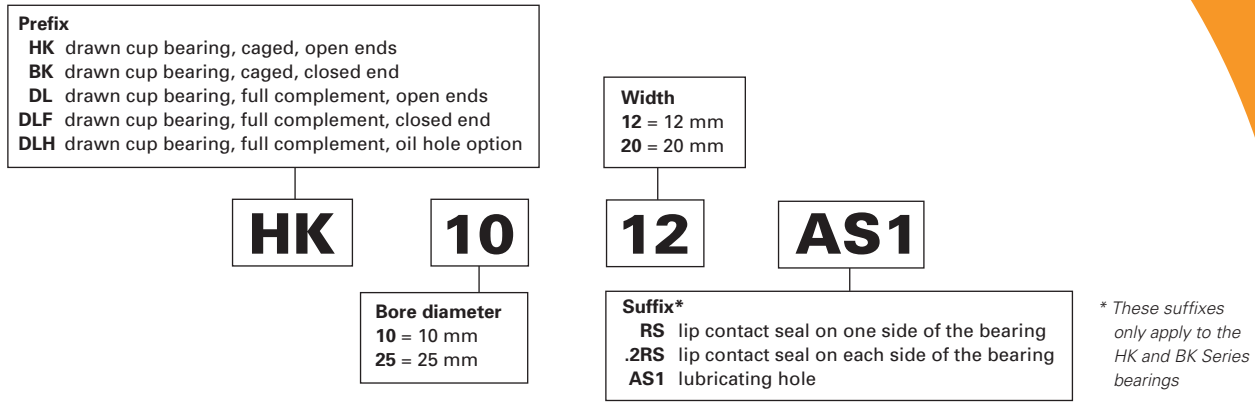 Prefix
HK drawn cup bearing, caged, open ends
BK drawn cup bearing, caged, closed end
DL drawn cup bearing, full complement, open ends
DLF drawn cup bearing, full complement, closed end
DLH drawn cup bearing, full complement, oil hole option
Width
12 = 12 mm
20 = 20 mm
HK 10 12 AS1
Bore diameter
10 = 10 mm
25 = 25 mm
Suffix*
RS lip contact seal on one side of the bearing
.2RS lip contact seal on each side of the bearing
AS1 lubricating hole
* These suffixes
only apply to the
HK and BK Series
bearings